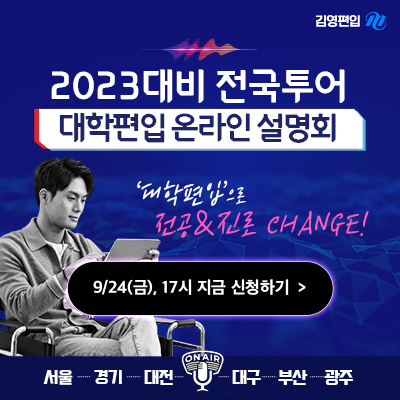 김영편입
2023대비 전국투어
대학편입 온라인 설명회
'대학편입'으로
전공&진로 CHANGE!
9/24(금), 17시 지금 신청하기 >
ON AIR
서울 경기 대전 대구 부산 광주